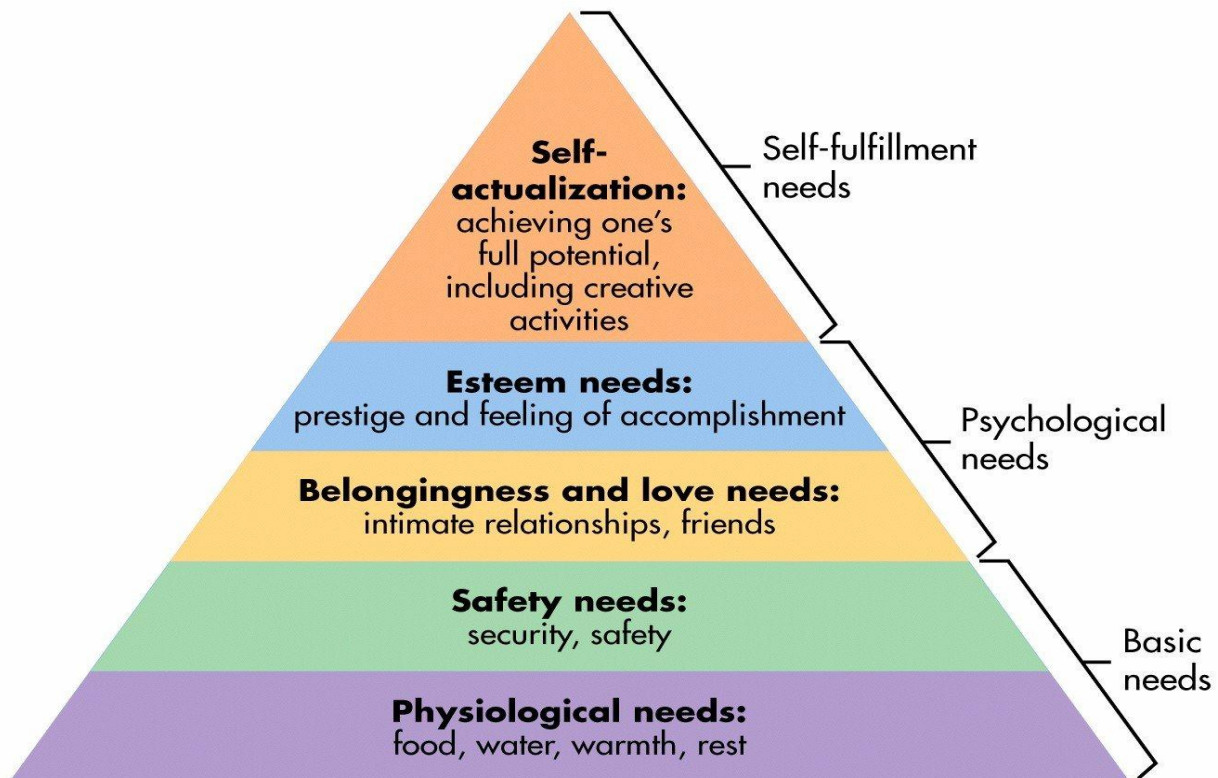 Self-
actualization:
achieving one's
full potential,
including creative
activities
Self-fulfillment
needs
Esteem needs:
prestige and feeling of accomplishment
Belongingness and love needs:
intimate relationships, friends
Psychological
needs
Safety needs:
security, safety
Physiological needs:
food, water, warmth, rest
Basic
needs